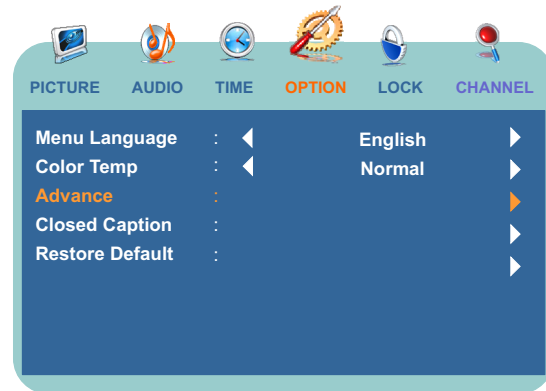 PICTURE AUDIO TIME OPTION LOCK CHANNEL
Menu Language : English
Color Temp : Normal
Advance :
Closed Caption :
Restore Default :